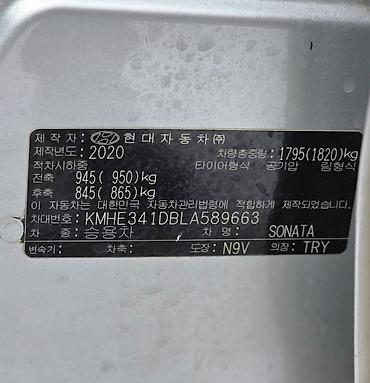 제 작 자: 현대자동차㈜
제작년도: 2020 차량총중량: 1795(1820)kg
적차시하중 타이어형식 공기압 림형식
전축 945( 950)kg
후축 845( 865)kg
이 자동차는 대한민국 자동차관리법령에 적합하게 제작되었습니다.
차대번호: KMHE341DBLA589663
차 종: 승용차 차 명: SONATA
변속기: 차축: 도장: N9V 의장: TRY